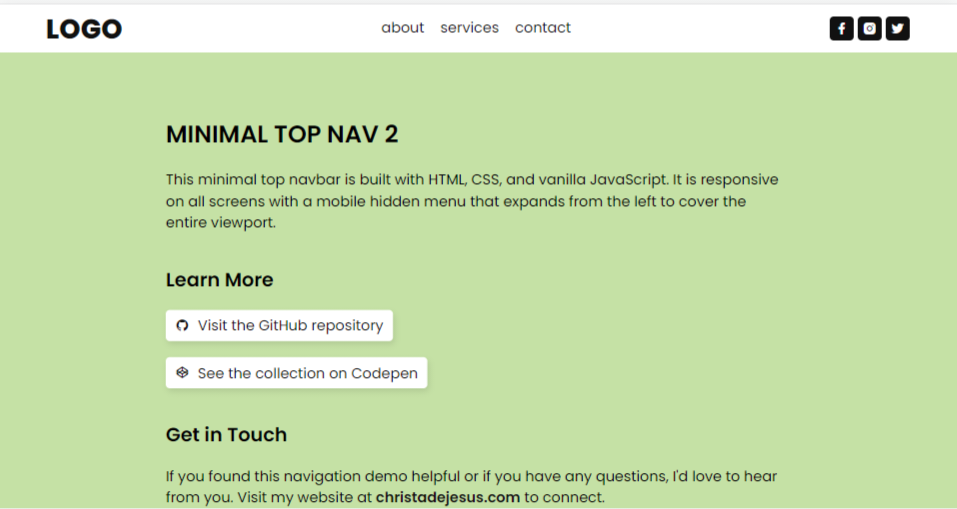 LOGO
about services contact
MINIMAL TOP NAV 2
This minimal top navbar is built with HTML, CSS, and vanilla JavaScript. It is responsive
on all screens with a mobile hidden menu that expands from the left to cover the
entire viewport.
Learn More
Visit the GitHub repository
See the collection on Codepen
Get in Touch
If you found this navigation demo helpful or if you have any questions, I'd love to hear
from you. Visit my website at christadejesus.com to connect.